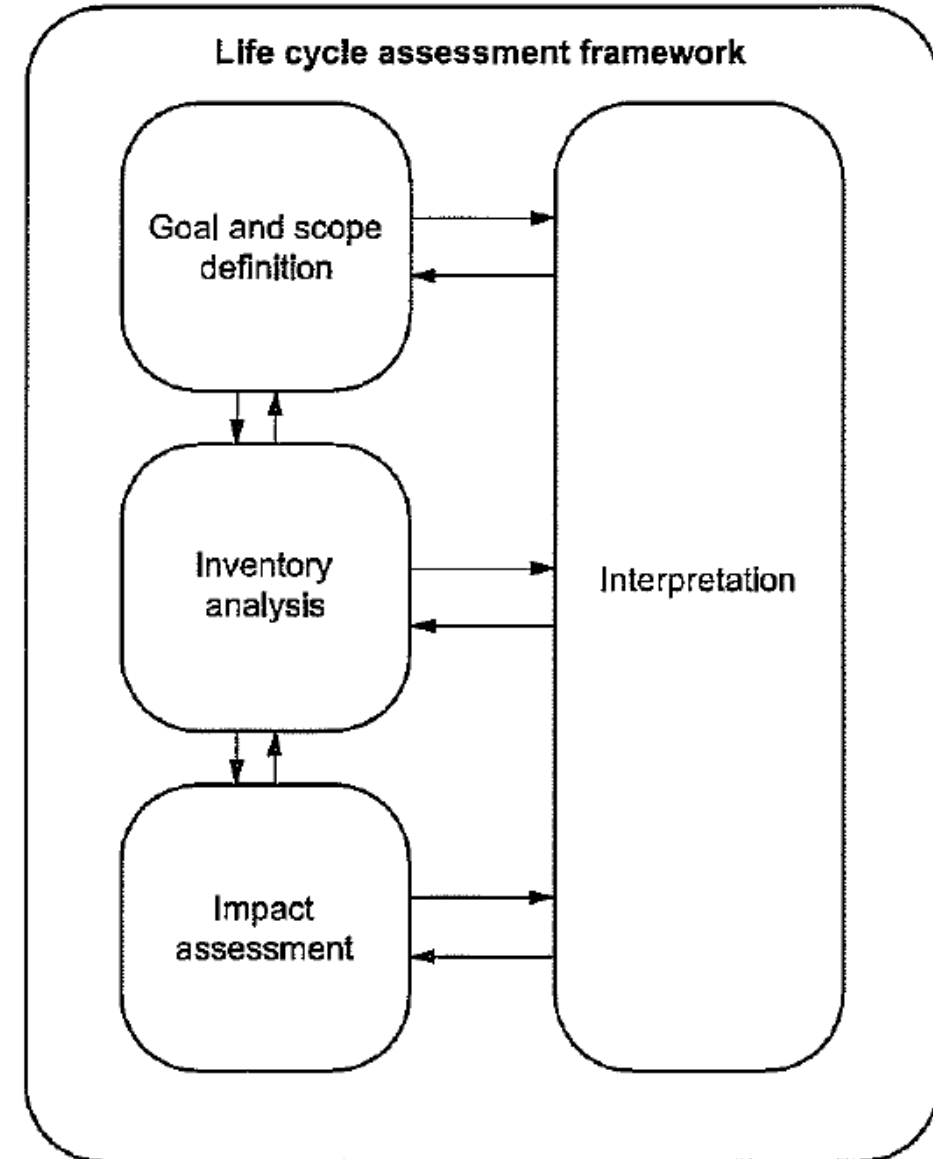 Life cycle assessment framework
Goal and scope
definition
Inventory
analysis
Interpretation
Impact
assessment